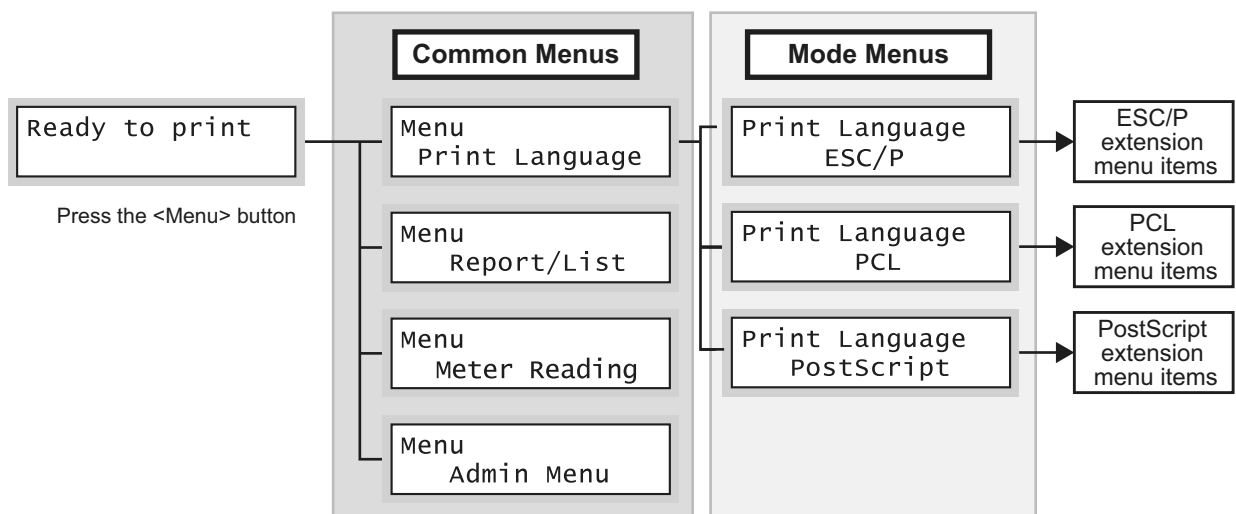 Common Menus
Mode Menus
Ready to print
Press the <Menu> button
Menu
Print Language
Menu
Report/List
Menu
Meter Reading
Menu
Admin Menu
Print Language
ESC/P
Print Language
PCL
Print Language
PostScript
ESC/P
extension
menu items
PCL
extension
menu items
PostScript
extension
menu items